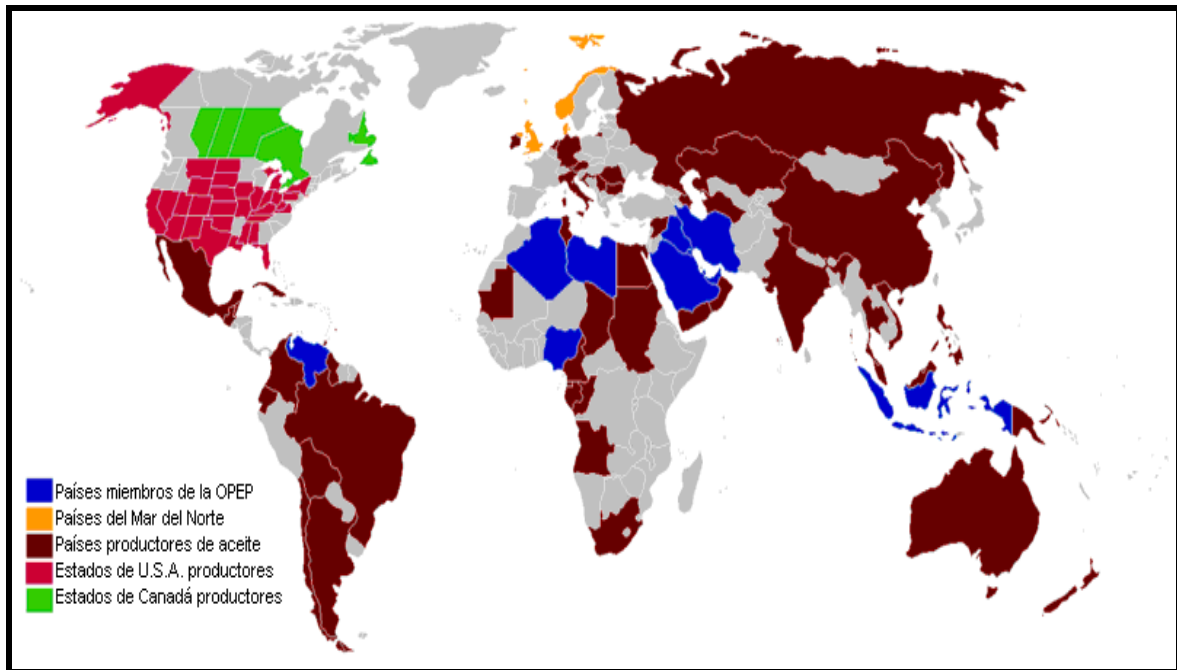 Países miembros de la OPEP
Países del Mar del Norte
Países productores de aceite
Estados de U.S.A. productores
Estados de Canadá productores